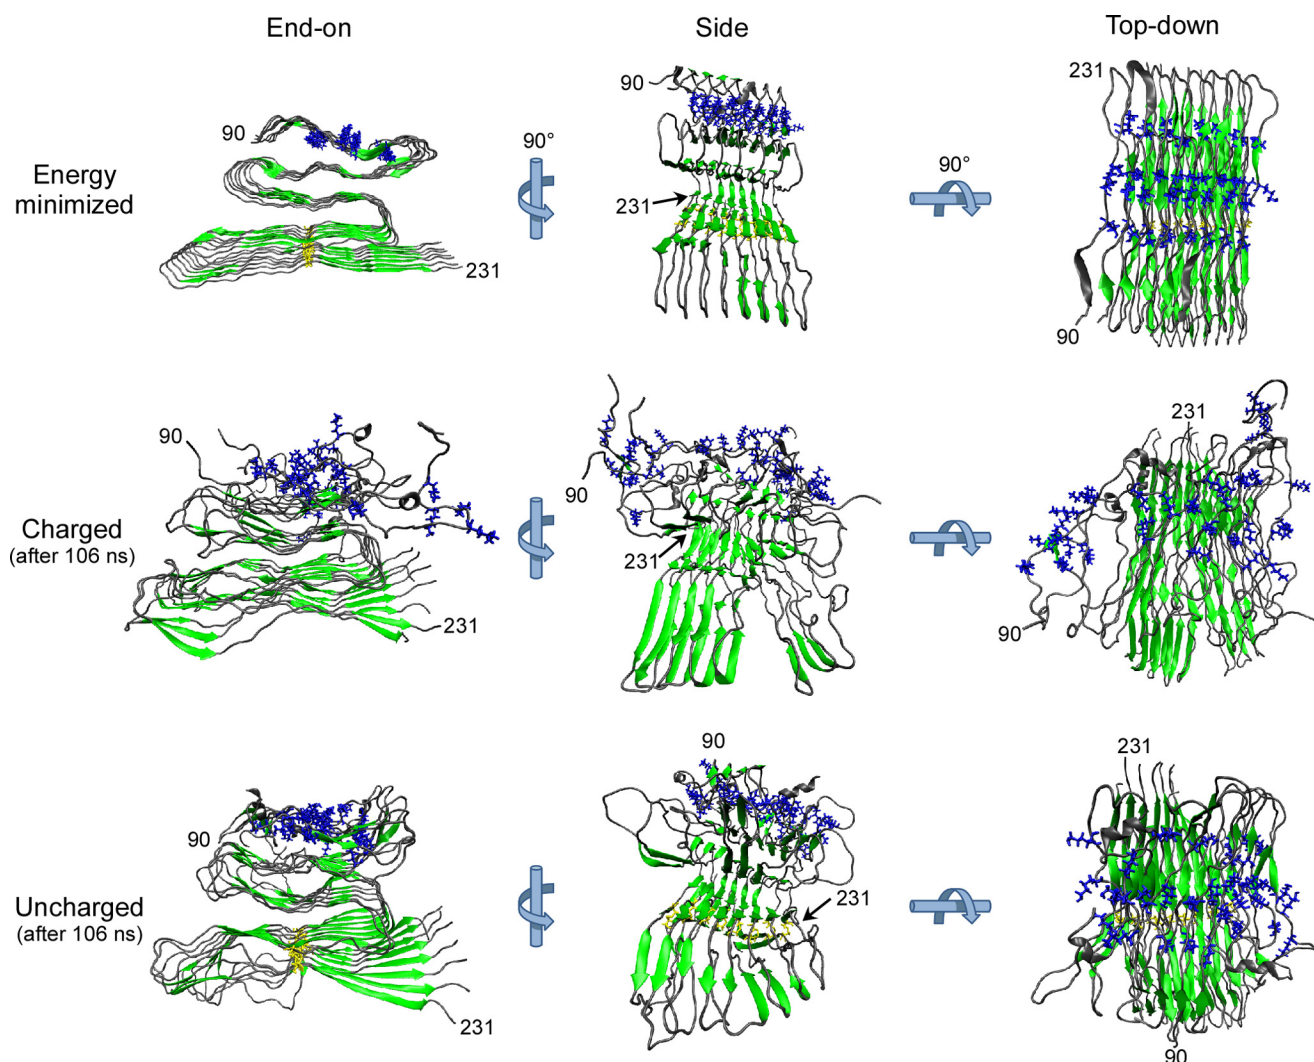 End-on
Side
Top-down
Energy
minimized
90
231
90°
90
231
90°
231
90
Charged
(after 106 ns)
90
231
90
231
231
90
Uncharged
(after 106 ns)
90
231
90
231
231
90